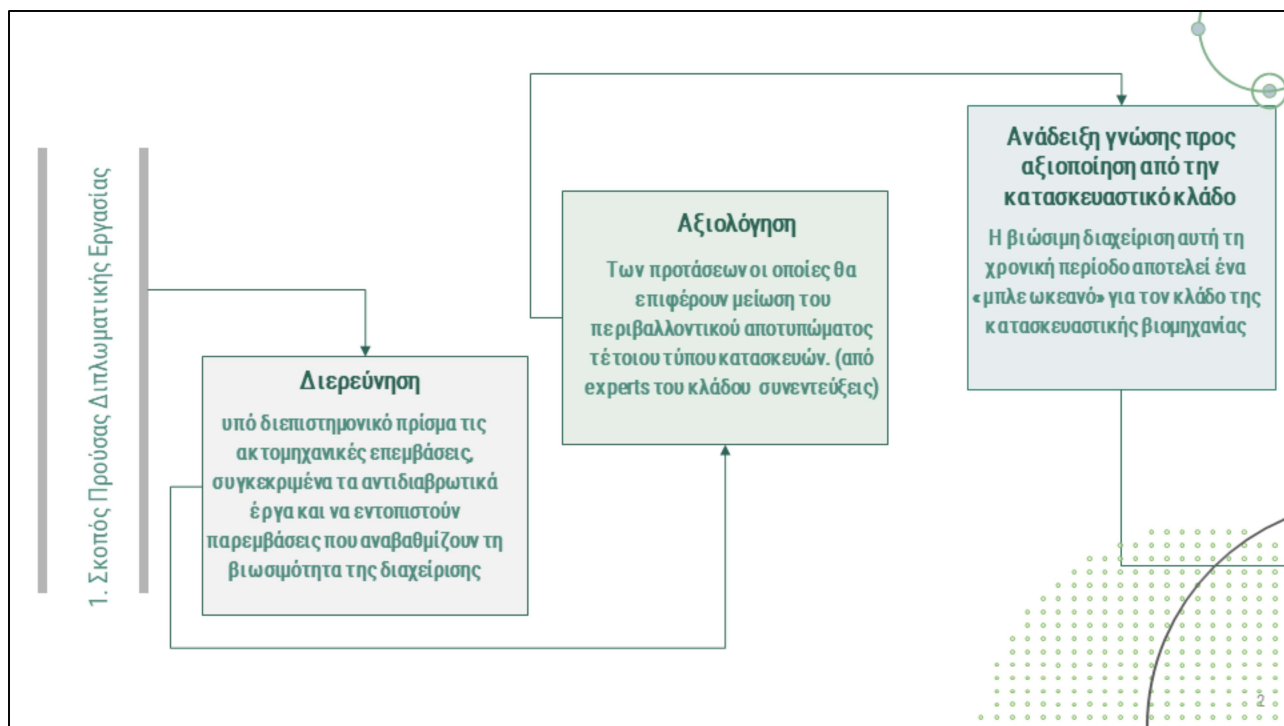 1. Σκοπός Προύσας Διπλωματικής Εργασίας
Διερεύνηση
υπό διεπιστημονικό πρίσμα τις
ακτομηχανικές επεμβάσεις,
συγκεκριμένα τα αντιδιαβρωτικά
έργα και να εντοπιστούν
παρεμβάσεις που αναβαθμίζουν τη
βιωσιμότητα της διαχείρισης
Αξιολόγηση
Των προτάσεων οι οποίες θα
επιφέρουν μείωση του
περιβαλλοντικού αποτυπώματος
τέτοιου τύπου κατασκευών. (από
experts του κλάδου συνεντεύξεις)
Ανάδειξη γνώσης προς
αξιοποίηση από την
κατασκευαστικό κλάδο
Η βιώσιμη διαχείριση αυτή τη
χρονική περίοδο αποτελεί ένα
«μπλε ωκεανό» για τον κλάδο της
κατασκευαστικής βιομηχανίας
2